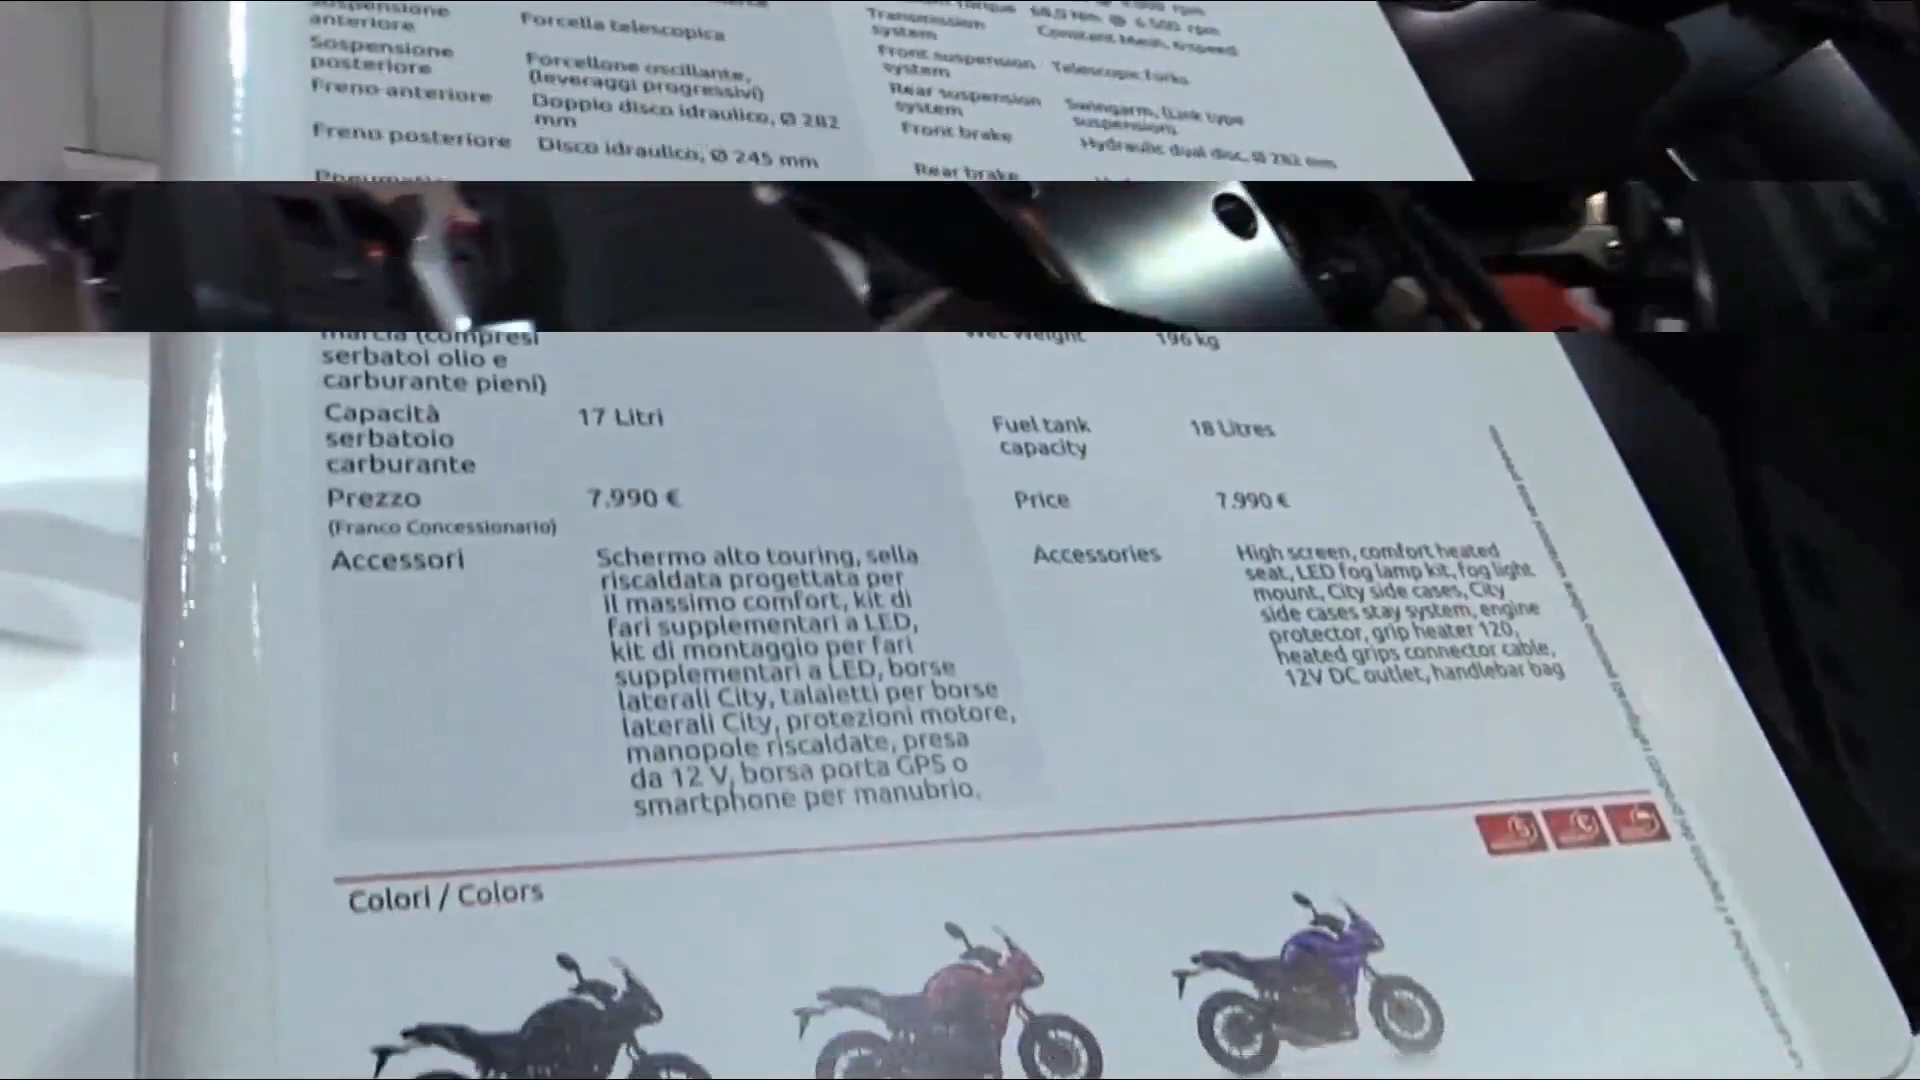 Sospensione
anteriore
Forcella telescopica
Sospensione
posteriore
Forcellone oscillante,
(leveraggi progressivi)
Freno anteriore
Doppio disco idraulico, Ø 282
mm
Freno posteriore
Disco idraulico, Ø 245 mm
marcia (compresi
serbatoi olio e
carburante pieni)
Capacità
serbatoio
carburante
17 Litri
Prezzo
7.990 €
(Franco Concessionario)
Accessori
Schermo alto touring, sella
riscaldata progettata per
il massimo comfort, kit di
fari supplementari a LED,
kit di montaggio per fari
supplementari a LED, borse
laterali City, talaietti per borse
laterali City, protezioni motore,
manopole riscaldate, presa
da 12 V, borsa porta GPS o
smartphone per manubrio.
68,0 Nm @ 6.500 rpm
Transmission
system
Constant Mesh, 6-speed
Front suspension
system
Telescopic forks
Rear suspension
system
Swingarm, (Link type
suspension)
Front brake
Hydraulic dual disc, Ø 282 mm
Rear brake
Wet weight
196 kg
Fuel tank
capacity
18 Litres
Price
7.990 €
Accessories
High screen, comfort heated
seat, LED fog lamp kit, fog light
mount, City side cases, City
side cases stay system, engine
protector, grip heater 120,
heated grips connector cable,
12V DC outlet, handlebar bag
Colori / Colors